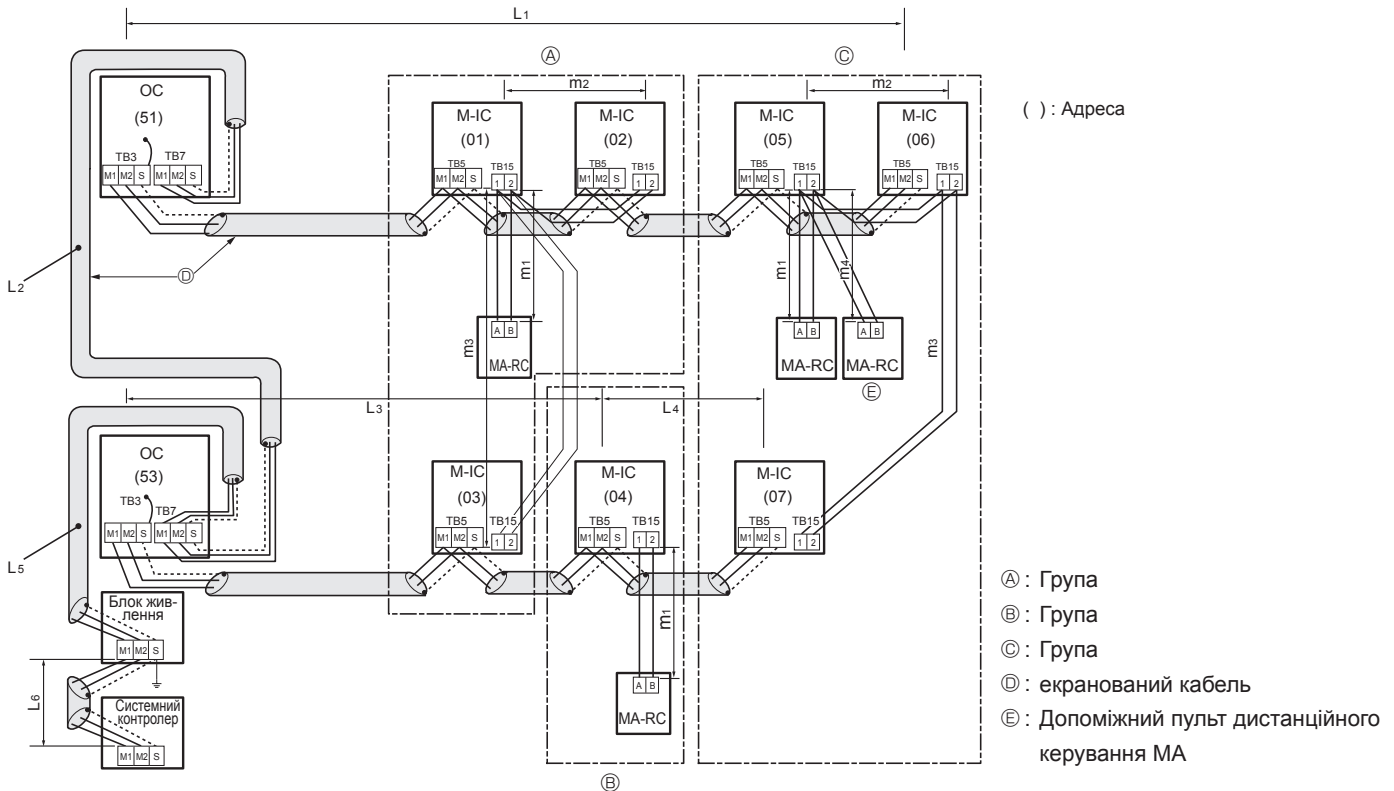 L1
Ⓐ
Ⓒ
m2
m2
OC
(51)
TB3 TB7
M1 M2 S M1 M2 S
M-IC
(01)
TB5 TB15
M1 M2 S 1 2
M-IC
(02)
TB5 TB15
M1 M2 S 1 2
M-IC
(05)
TB5 TB15
M1 M2 S 1 2
M-IC
(06)
TB5 TB15
M1 M2 S 1 2
( ) : Адреса
L2
Ⓓ
m1
m3
m1
m4
m3
A B
MA-RC
A B
MA-RC
A B
MA-RC
Ⓔ
L3
L4
OC
(53)
TB3 TB7
M1 M2 S M1 M2 S
M-IC
(03)
TB5 TB15
M1 M2 S 1 2
M-IC
(04)
TB5 TB15
M1 M2 S 1 2
M-IC
(07)
TB5 TB15
M1 M2 S 1 2
L5
Блок жив-
лення
M1 M2 S
L6
Системний
контролер
M1 M2 S
m1
A B
MA-RC
Ⓑ
Ⓐ : Група
Ⓑ : Група
Ⓒ : Група
Ⓓ : екранований кабель
Ⓔ : Допоміжний пульт дистанційного
керування MA